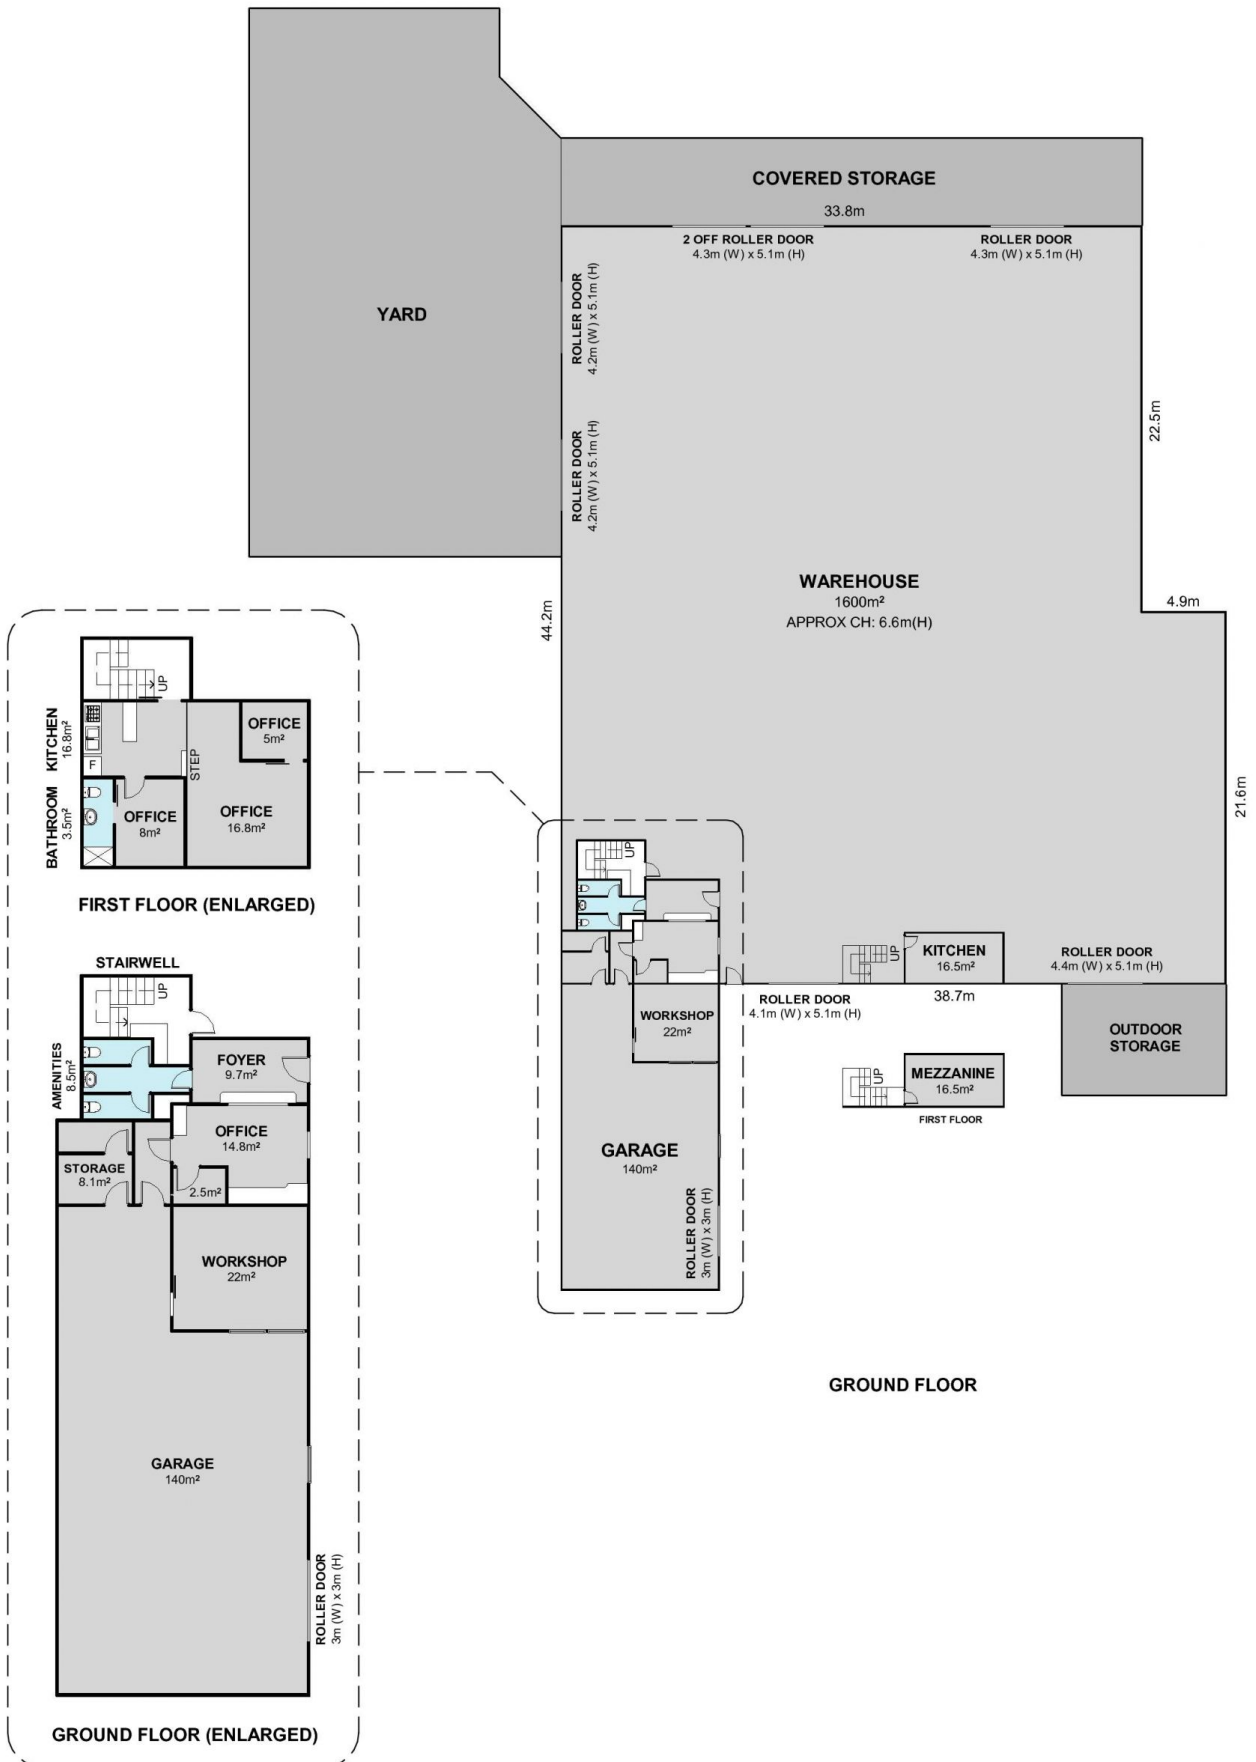 COVERED STORAGE
33.8m
2 OFF ROLLER DOOR
4.3m (W) x 5.1m (H)
ROLLER DOOR
4.3m (W) x 5.1m (H)
ROLLER DOOR
4.2m (W) x 5.1m (H)
YARD
ROLLER DOOR
4.2m (W) x 5.1m (H)
22.5m
WAREHOUSE
1600m²
APPROX CH: 6.6m(H)
4.9m
44.2m
21.6m
UP
KITCHEN
16.8m²
OFFICE
5m²
F
STEP
BATHROOM
3.5m²
OFFICE
8m²
OFFICE
16.8m²
FIRST FLOOR (ENLARGED)
UP
UP
KITCHEN
16.5m²
ROLLER DOOR
4.4m (W) x 5.1m (H)
38.7m
ROLLER DOOR
4.1m (W) x 5.1m (H)
WORKSHOP
22m²
OUTDOOR
STORAGE
UP
MEZZANINE
16.5m²
FIRST FLOOR
GARAGE
140m²
ROLLER DOOR
3m (W) x 3m (H)
GROUND FLOOR
STAIRWELL
UP
AMENITIES
8.5m²
FOYER
9.7m²
OFFICE
14.8m²
STORAGE
8.1m²
2.5m²
WORKSHOP
22m²
GARAGE
140m²
ROLLER DOOR
3m (W) x 3m (H)
GROUND FLOOR (ENLARGED)